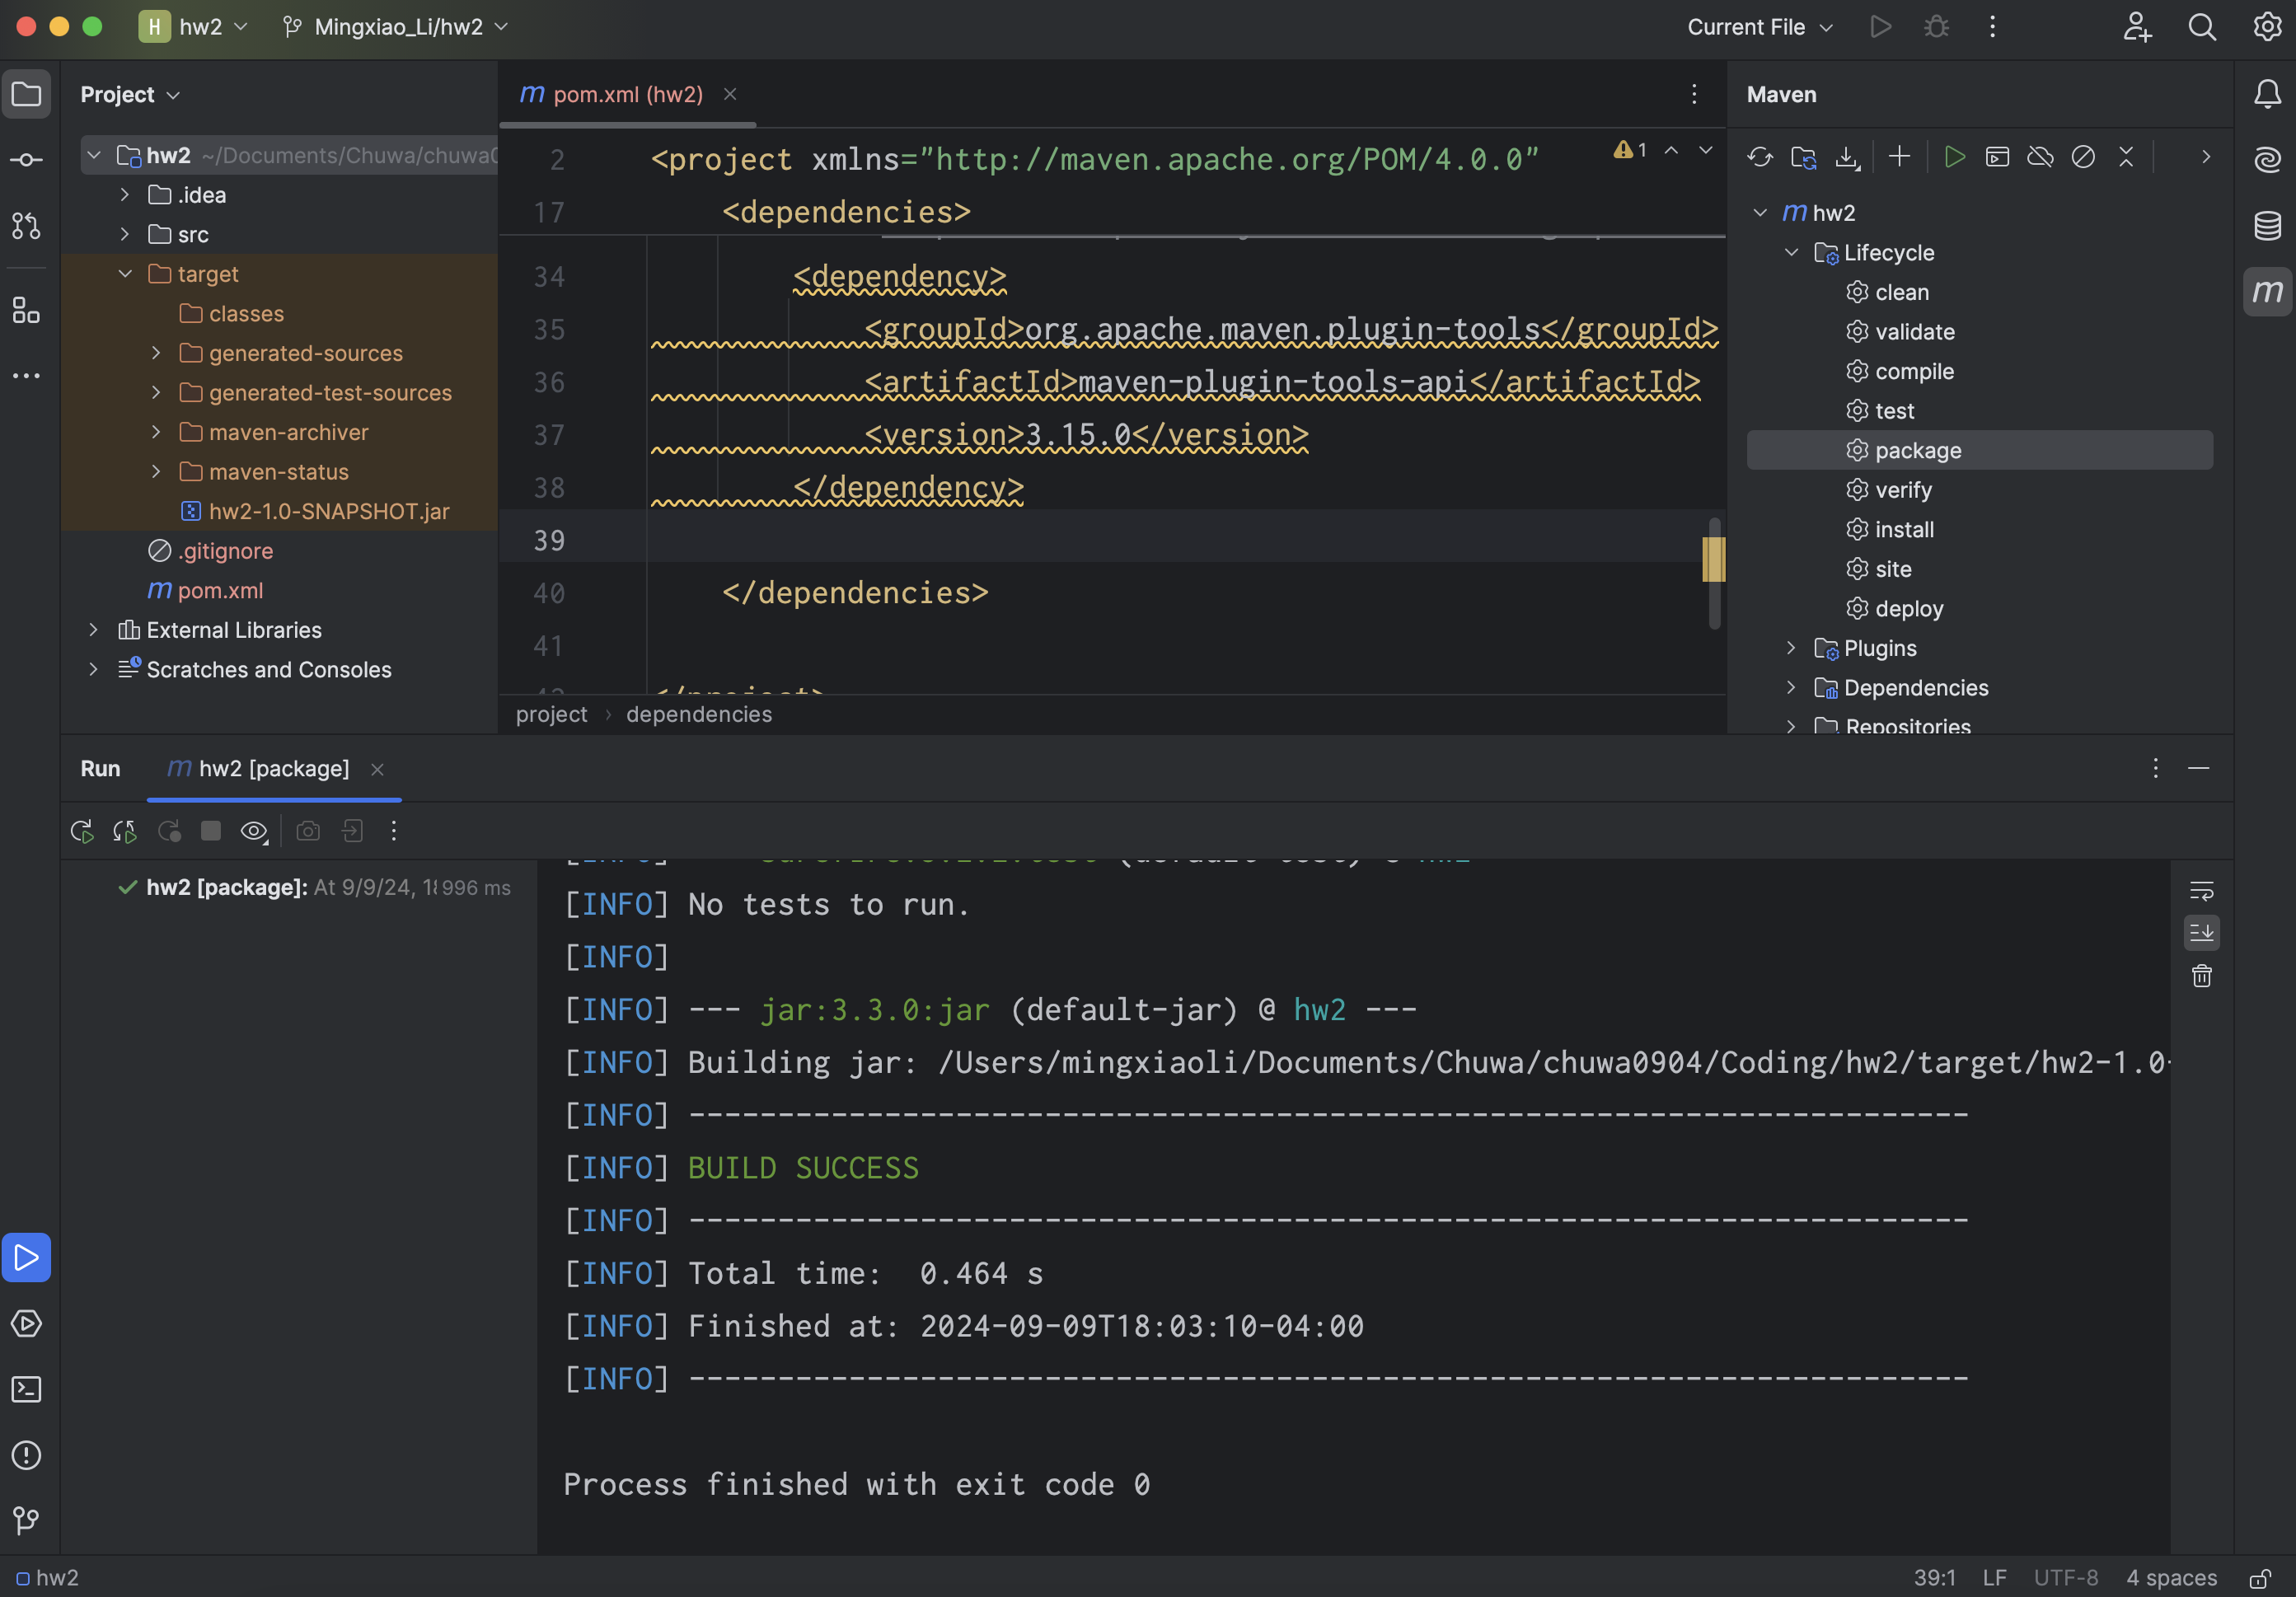 H hw2 Mingxiao_Li/hw2 Current File
Project
hw2 ~/Documents/Chuwa/chuwa0
.idea
src
target
classes
generated-sources
generated-test-sources
maven-archiver
maven-status
hw2-1.0-SNAPSHOT.jar
.gitignore
m pom.xml
External Libraries
Scratches and Consoles
m pom.xml (hw2)
2 <project xmlns="http://maven.apache.org/POM/4.0.0"
1
17 <dependencies>
34 <dependency>
35 <groupId>org.apache.maven.plugin-tools</groupId>
36 <artifactId>maven-plugin-tools-api</artifactId>
37 <version>3.15.0</version>
38 </dependency>
39
40 </dependencies>
41
</project>
project › dependencies
Maven
m hw2
Lifecycle
clean
validate
compile
test
package
verify
install
site
deploy
Plugins
Dependencies
Repositories
m
Run m hw2 [package]
hw2 [package]: At 9/9/24, 996 ms
[INFO] No tests to run.
[INFO]
[INFO] --- jar:3.3.0:jar (default-jar) @ hw2 ---
[INFO] Building jar: /Users/mingxiaoli/Documents/Chuwa/chuwa0904/Coding/hw2/target/hw2-1.0-
[INFO] ------------------------------------------------------------------------
[INFO] BUILD SUCCESS
[INFO] ------------------------------------------------------------------------
[INFO] Total time:  0.464 s
[INFO] Finished at: 2024-09-09T18:03:10-04:00
[INFO] ------------------------------------------------------------------------
Process finished with exit code 0
hw2 39:1 LF UTF-8 4 spaces